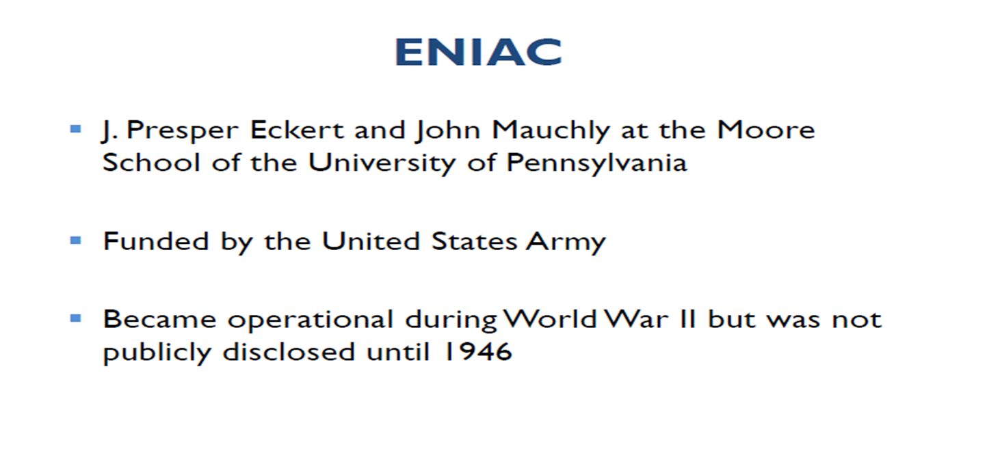 ENIAC
J. Presper Eckert and John Mauchly at the Moore
School of the University of Pennsylvania
Funded by the United States Army
Became operational during World War II but was not
publicly disclosed until 1946